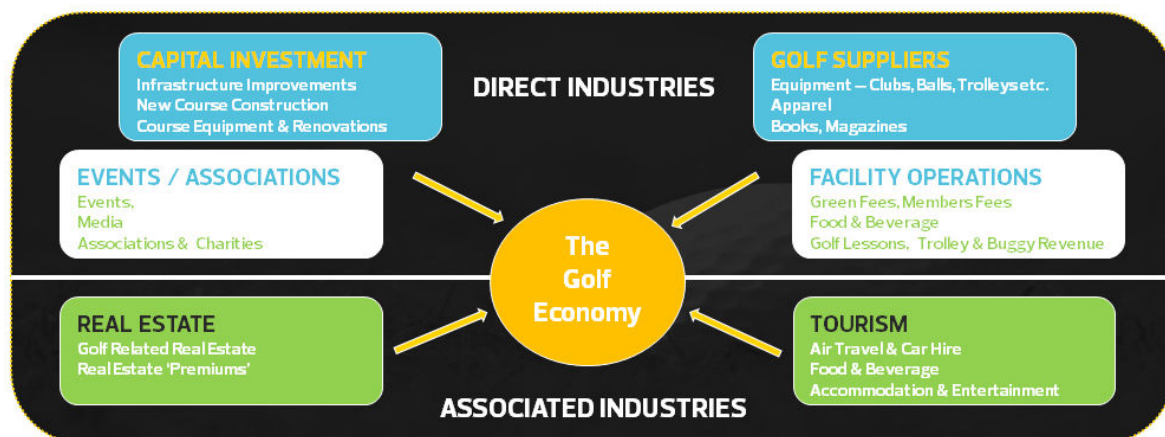 CAPITAL INVESTMENT
Infrastructure Improvements
New Course Construction
Course Equipment & Renovations
DIRECT INDUSTRIES
GOLF SUPPLIERS
Equipment – Clubs, Balls, Trolleys etc.
Apparel
Books, Magazines
EVENTS / ASSOCIATIONS
Events,
Media
Associations & Charities
FACILITY OPERATIONS
Green Fees, Members Fees
Food & Beverage
Golf Lessons, Trolley & Buggy Revenue
The
Golf
Economy
REAL ESTATE
Golf Related Real Estate
Real Estate ‘Premiums’
TOURISM
Air Travel & Car Hire
Food & Beverage
Accommodation & Entertainment
ASSOCIATED INDUSTRIES